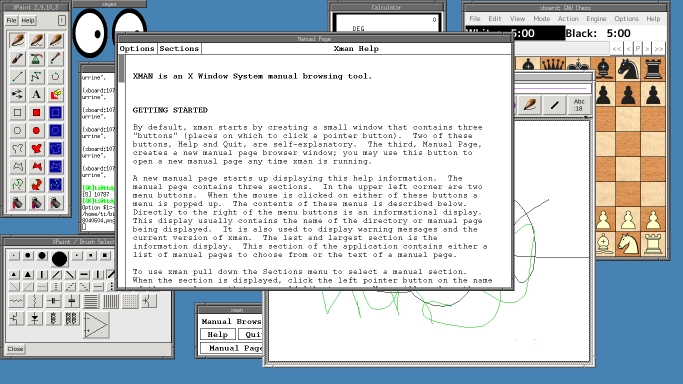 XPaint 2.9.10.3
xeyes
Calculator
xboard: GNU Chess
File
Help
!
0
DEG
File Edit View Mode Action Engine Options Help
White: 5:00
Black: 5:00
<< < P > >>
Manual Page
Options Sections
Xman Help
XMAN is an X Window System manual browsing tool.
GETTING STARTED
By default, xman starts by creating a small window that contains three
"buttons" (places on which to click a pointer button). Two of these
buttons, Help and Quit, are self-explanatory. The third, Manual Page,
creates a new manual page browser window; you may use this button to
open a new manual page any time xman is running.
A new manual page starts up displaying this help information. The
manual page contains three sections. In the upper left corner are two
menu buttons. When the mouse is clicked on either of these buttons a
menu is popped up. The contents of these menus is described below.
Directly to the right of the menu buttons is an informational display.
This display usually contains the name of the directory or manual page
being displayed. It is also used to display warning messages and the
current version of xman. The last and largest section is the
information display. This section of the application contains either a
list of manual pages to choose from or the text of a manual page.
To use xman pull down the Sections menu to select a manual section.
When the section is displayed, click the left pointer button on the name
Abc
18
[5] 10787
XPaint / Brush Selec
Close
xman
Manual Brows
Help
Manual Page